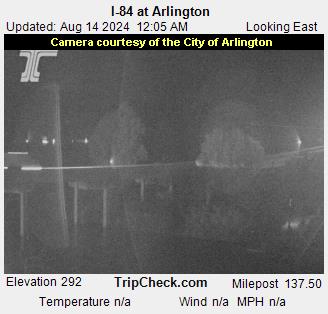 I-84 at Arlington
Updated: Aug 14 2024 12:05 AM Looking East
Camera courtesy of the City of Arlington
Elevation 292 TripCheck.com Milepost 137.50
Temperature n/a Wind n/a MPH n/a